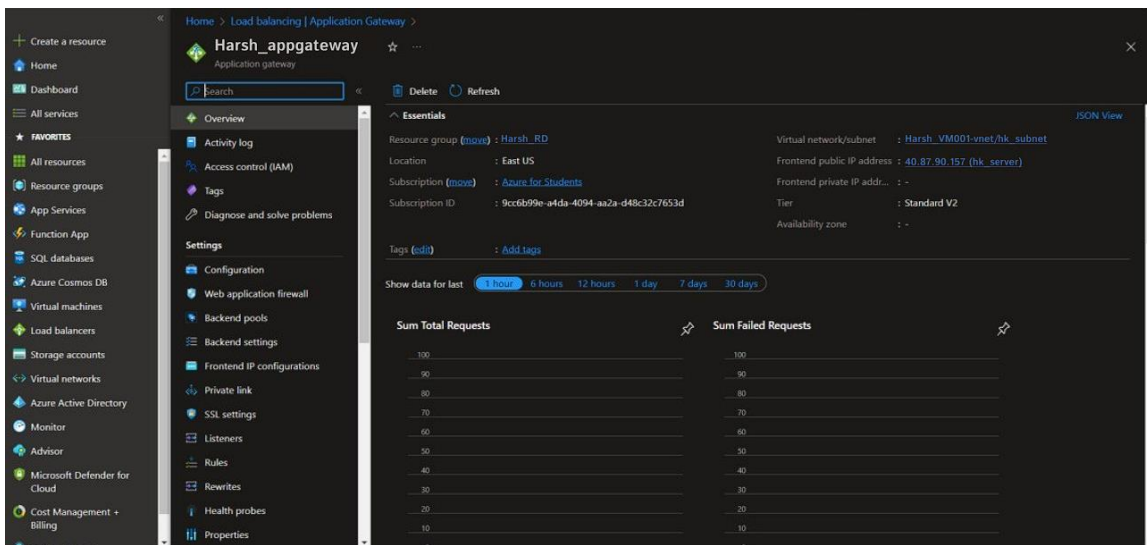 Create a resource
Home
Dashboard
All services
FAVORITES
All resources
Resource groups
App Services
Function App
SQL databases
Azure Cosmos DB
Virtual machines
Load balancers
Storage accounts
Virtual networks
Azure Active Directory
Monitor
Advisor
Microsoft Defender for
Cloud
Cost Management +
Billing
Home > Load balancing | Application Gateway >
Harsh_appgateway
Application gateway
Search
Overview
Activity log
Access control (IAM)
Tags
Diagnose and solve problems
Settings
Configuration
Web application firewall
Backend pools
Backend settings
Frontend IP configurations
Private link
SSL settings
Listeners
Rules
Rewrites
Health probes
Properties
Delete Refresh
Essentials
JSON View
Resource group (move) : Harsh_RD
Location : East US
Subscription (move) : Azure for Students
Subscription ID : 9cc6b99e-a4da-4094-aa2a-d48c32c7653d
Virtual network/subnet : Harsh_VM001-vnet/hk_subnet
Frontend public IP address : 40.87.90.157 (hk_server)
Frontend private IP addr... : -
Tier : Standard V2
Availability zone : -
Tags (edit) : Add tags
Show data for last 1 hour 6 hours 12 hours 1 day 7 days 30 days
Sum Total Requests
100
90
80
70
60
50
40
30
20
10
Sum Failed Requests
100
90
80
70
60
50
40
30
20
10